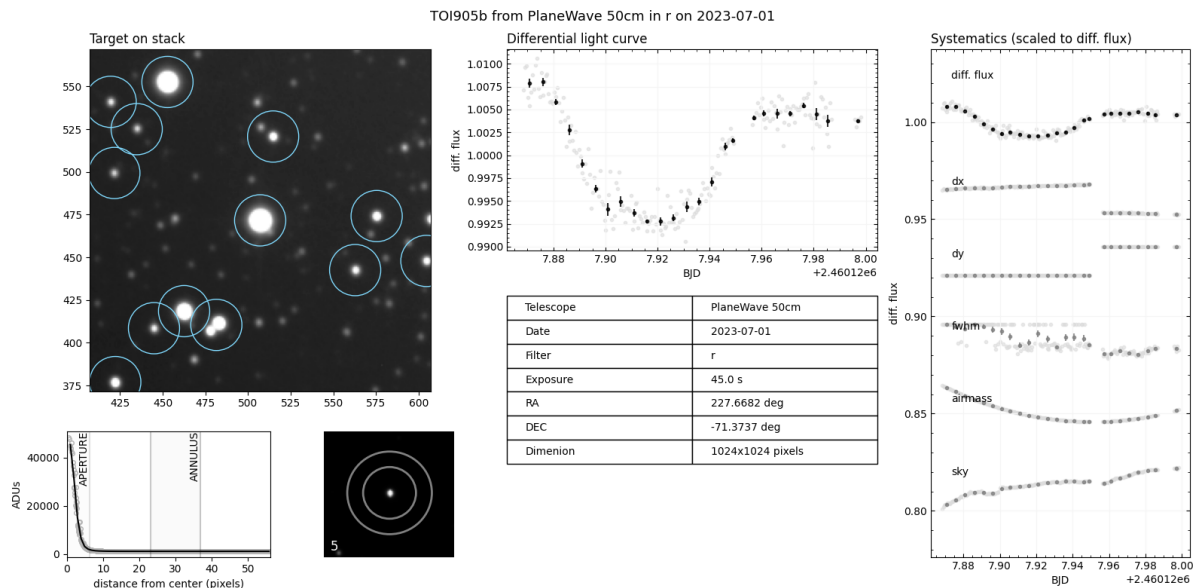 TOI905b from PlaneWave 50cm in r on 2023-07-01
Target on stack
550
525
500
475
450
425
400
375
425 450 475 500 525 550 575 600
Differential light curve
diff. flux
1.0100
1.0075
1.0050
1.0025
1.0000
0.9975
0.9950
0.9925
0.9900
7.88 7.90 7.92 7.94 7.96 7.98 8.00
BJD
+2.46012e6
Telescope PlaneWave 50cm
Date 2023-07-01
Filter r
Exposure 45.0 s
RA 227.6682 deg
DEC -71.3737 deg
Dimenion 1024x1024 pixels
Systematics (scaled to diff. flux)
diff. flux
1.00
0.95
0.90
0.85
0.80
diff. flux
dx
dy
fwhm
airmass
sky
7.88 7.90 7.92 7.94 7.96 7.98 8.00
BJD
+2.46012e6
ADUs
40000
20000
0
APERTURE
ANNULUS
0 10 20 30 40 50
distance from center (pixels)
5